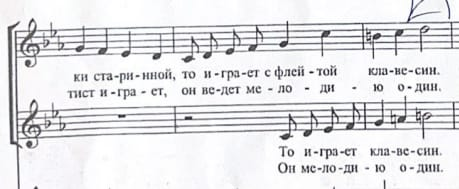 ки ста-рин-ной, то и-гра-ет с флей-той кла-ве-син.
тист и-гра-ет, он ве-дет ме-ло-ди-ю о-дин.
То и-гра-ет кла-ве-син.
Он ме-ло-ди-ю о-дин.